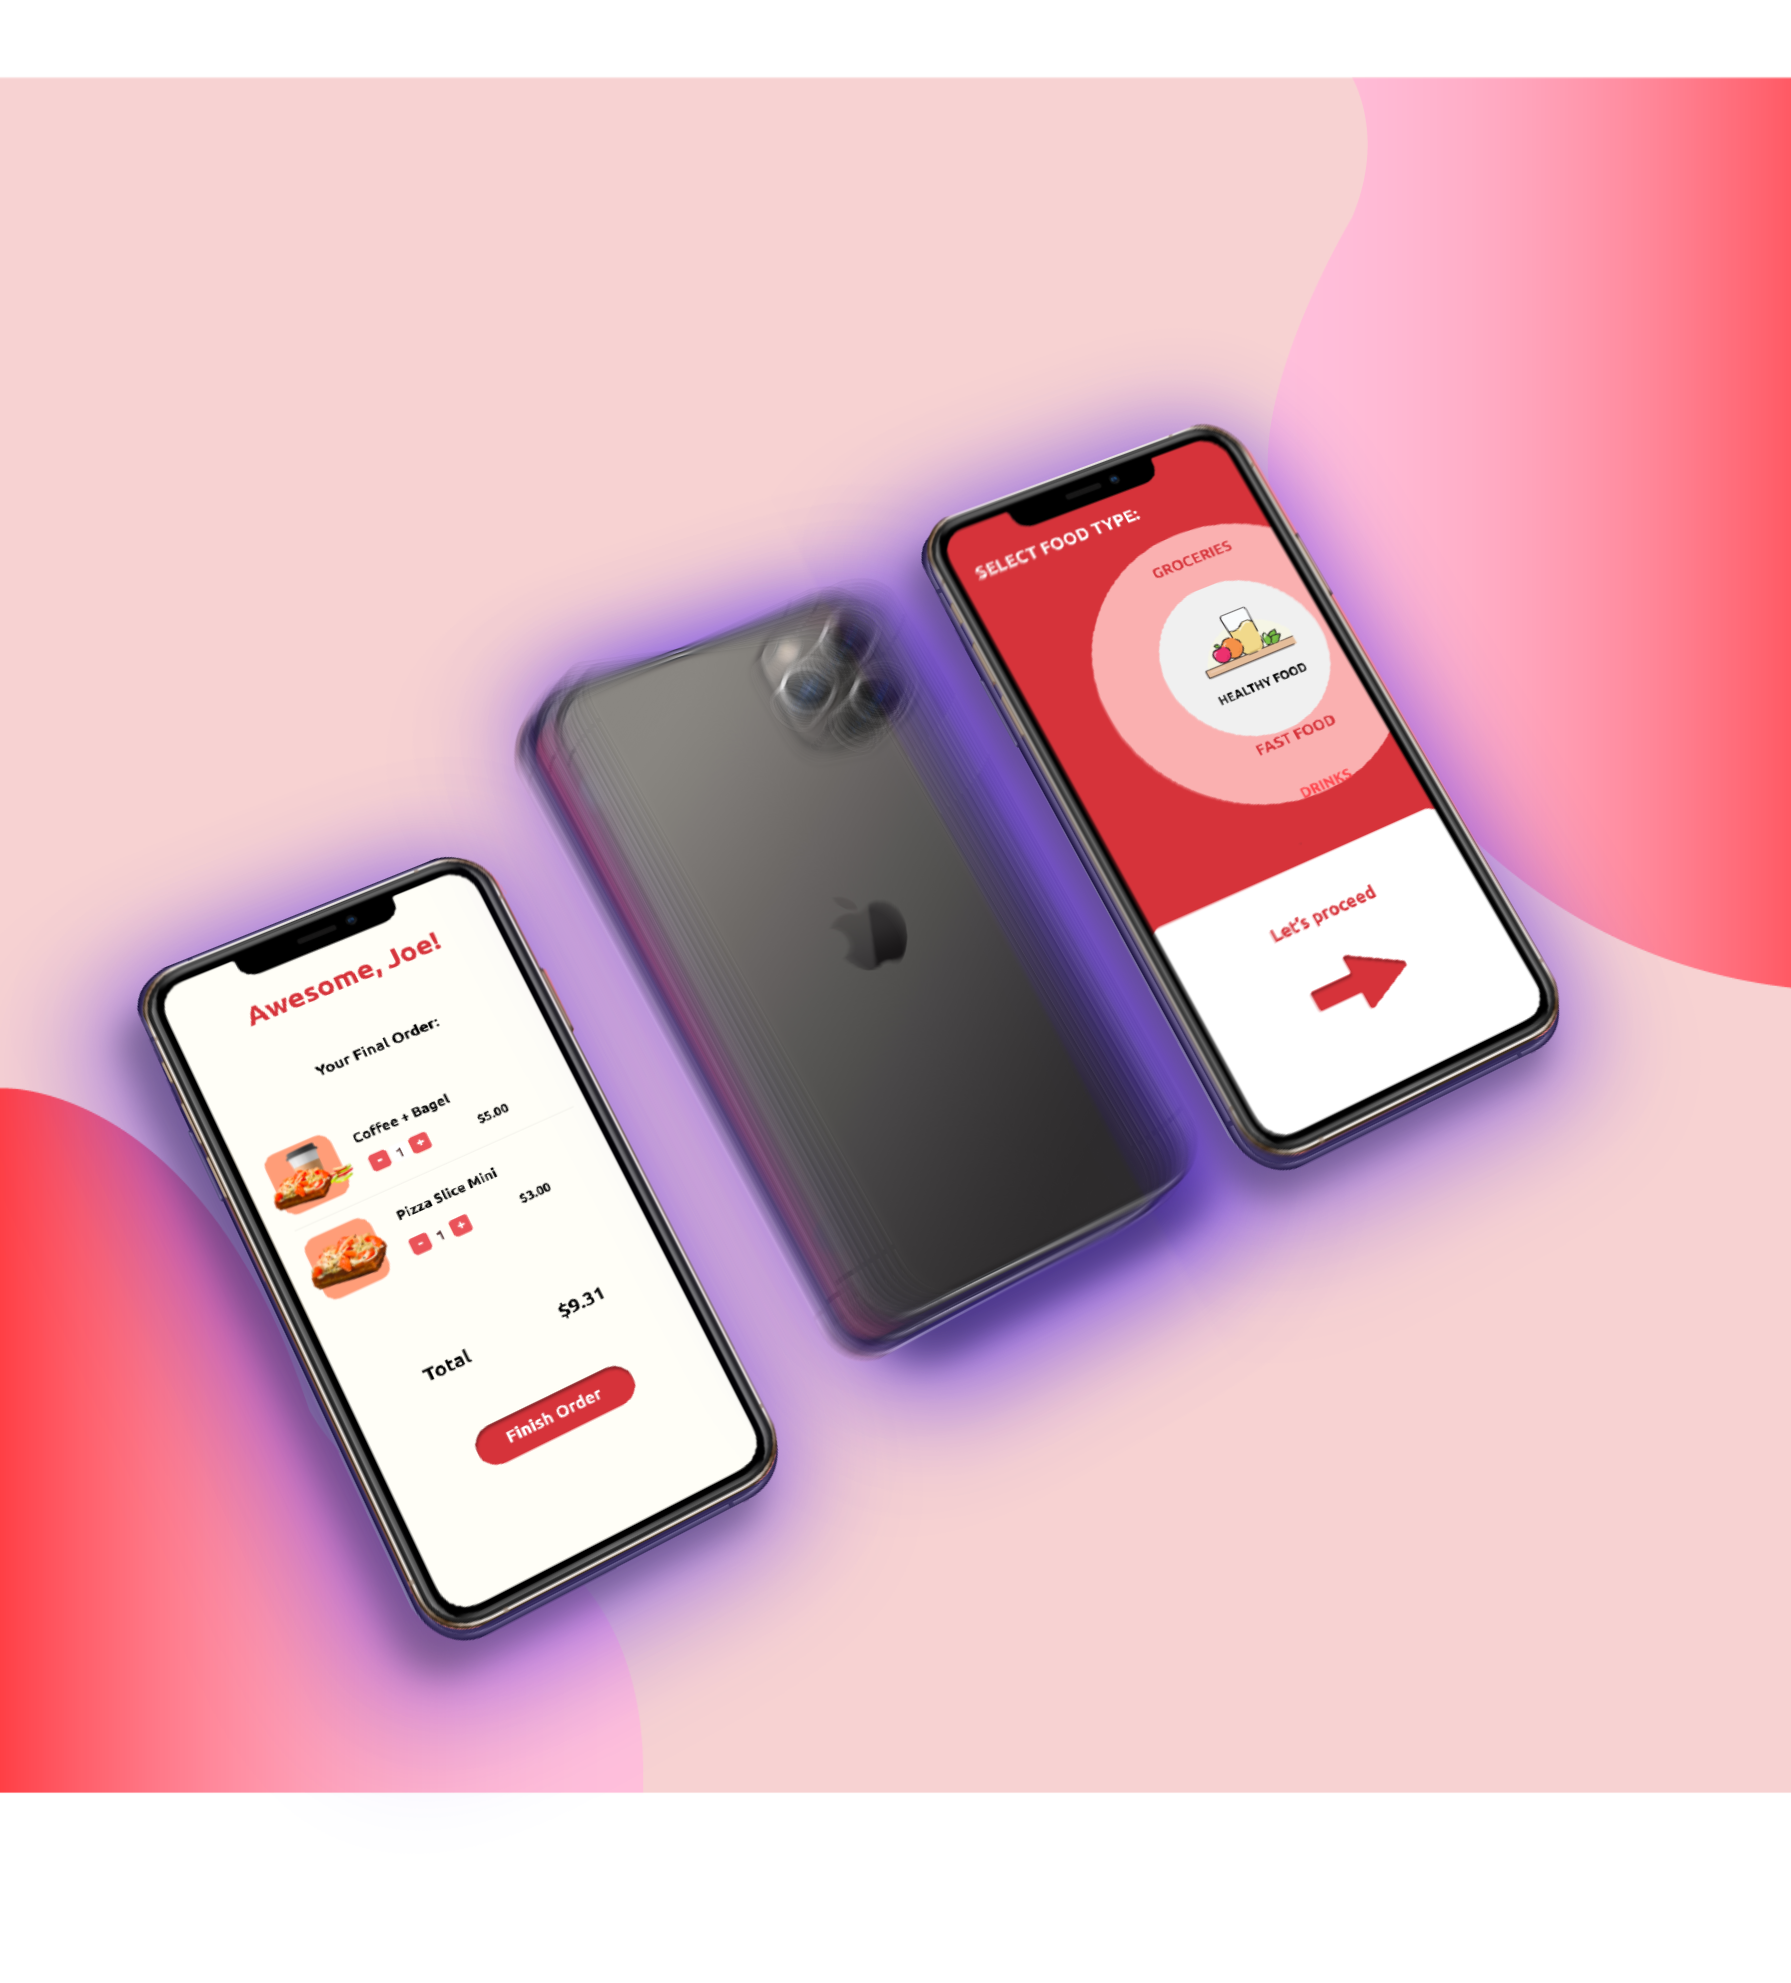 Awesome, Joe!
Your Final Order:
Coffee + Bagel
$5.00
- 1 +
Pizza Slice Mini
$3.00
- 1 +
$9.31
Total
Finish Order
SELECT FOOD TYPE:
GROCERIES
HEALTHY FOOD
FAST FOOD
DRINKS
Let's proceed